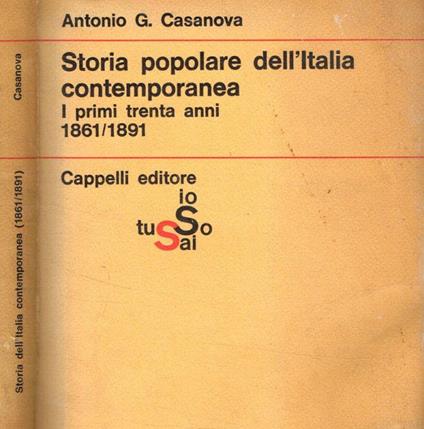 Antonio G. Casanova
Storia popolare dell'Italia
contemporanea
I primi trenta anni
1861/1891
Cappelli editore
io
So
tu
Sai
Casanova
Storia dell'Italia contemporanea (1861/1891)